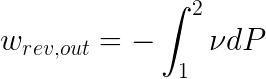 w_{rev,out} = -\int_{1}^{2} \nu dP